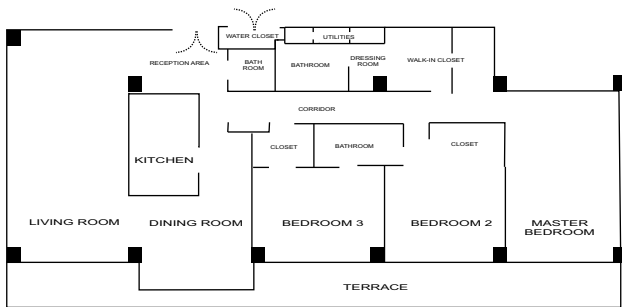 WATER CLOSET
UTILITIES
RECEPTION AREA
BATH
ROOM
BATHROOM
DRESSING
ROOM
WALK-IN CLOSET
CORRIDOR
KITCHEN
CLOSET
BATHROOM
CLOSET
LIVING ROOM
DINING ROOM
BEDROOM 3
BEDROOM 2
MASTER
BEDROOM
TERRACE